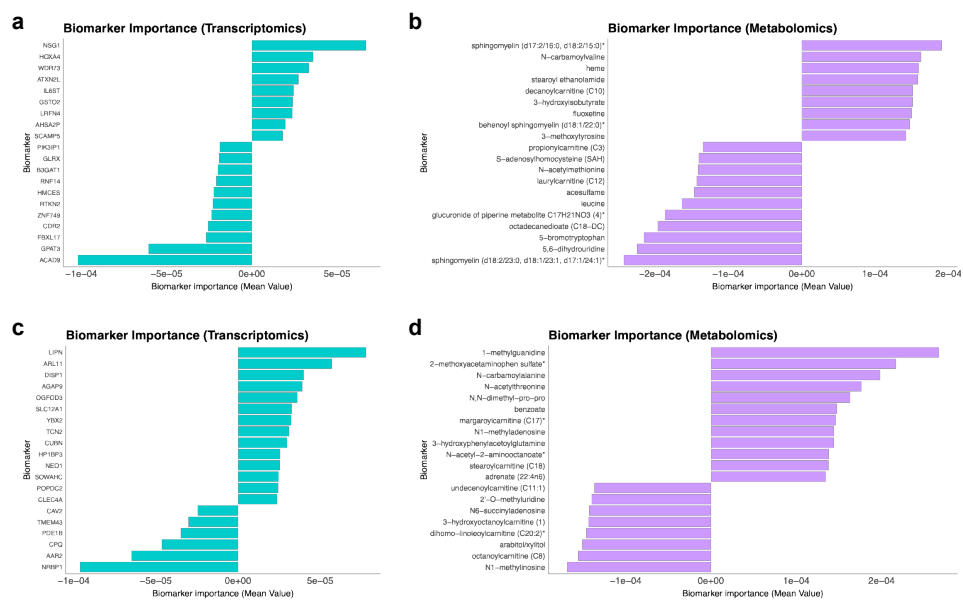 a
Biomarker Importance (Transcriptomics)
Biomarker
NSG1
HOXA4
WDR73
ATXN2L
IL6ST
GSTO2
LRFN4
AHSA2P
SCAMP5
PIK3IP1
GLRX
B3GAT1
RNF14
HMCES
RTKN2
ZNF749
CDR2
FBXL17
GPAT3
ACAD9
−1e−04
−5e−05
0e+00
5e−05
Biomarker importance (Mean Value)
b
Biomarker Importance (Metabolomics)
Biomarker
sphingomyelin (d17:2/16:0, d18:2/15:0)*
N−carbamoylvaline
heme
stearoyl ethanolamide
decanoylcarnitine (C10)
3−hydroxyisobutyrate
fluoxetine
behenoyl sphingomyelin (d18:1/22:0)*
3−methoxytyrosine
propionylcarnitine (C3)
S−adenosylhomocysteine (SAH)
N−acetylmethionine
laurylcarnitine (C12)
acesulfame
leucine
glucuronide of piperine metabolite C17H21NO3 (4)*
octadecanedioate (C18−DC)
5−bromotryptophan
5,6−dihydrouridine
sphingomyelin (d18:2/23:0, d18:1/23:1, d17:1/24:1)*
−2e−04
−1e−04
0e+00
1e−04
2e−04
Biomarker importance (Mean Value)
c
Biomarker Importance (Transcriptomics)
Biomarker
LIPN
ARL11
DISP1
AGAP9
OGFOD3
SLC12A1
YBX2
TCN2
CUBN
HP1BP3
NEO1
SOWAHC
POPDC2
CLEC4A
CAV2
TMEM43
PDE1B
CPQ
AAR2
NRBP1
−1e−04
−5e−05
0e+00
5e−05
Biomarker importance (Mean Value)
d
Biomarker Importance (Metabolomics)
Biomarker
1−methylguanidine
2−methoxyacetaminophen sulfate*
N−carbamoylalanine
N−acetylthreonine
N,N−dimethyl−pro−pro
benzoate
margaroylcarnitine (C17)*
N1−methyladenosine
3−hydroxyphenylacetoylglutamine
N−acetyl−2−aminooctanoate*
stearoylcarnitine (C18)
adrenate (22:4n6)
undecenoylcarnitine (C11:1)
2'−O−methyluridine
N6−succinyladenosine
3−hydroxyoctanoylcarnitine (1)
dihomo−linoleoylcarnitine (C20:2)*
arabitol/xylitol
octanoylcarnitine (C8)
N1−methylinosine
−1e−04
0e+00
1e−04
2e−04
Biomarker importance (Mean Value)